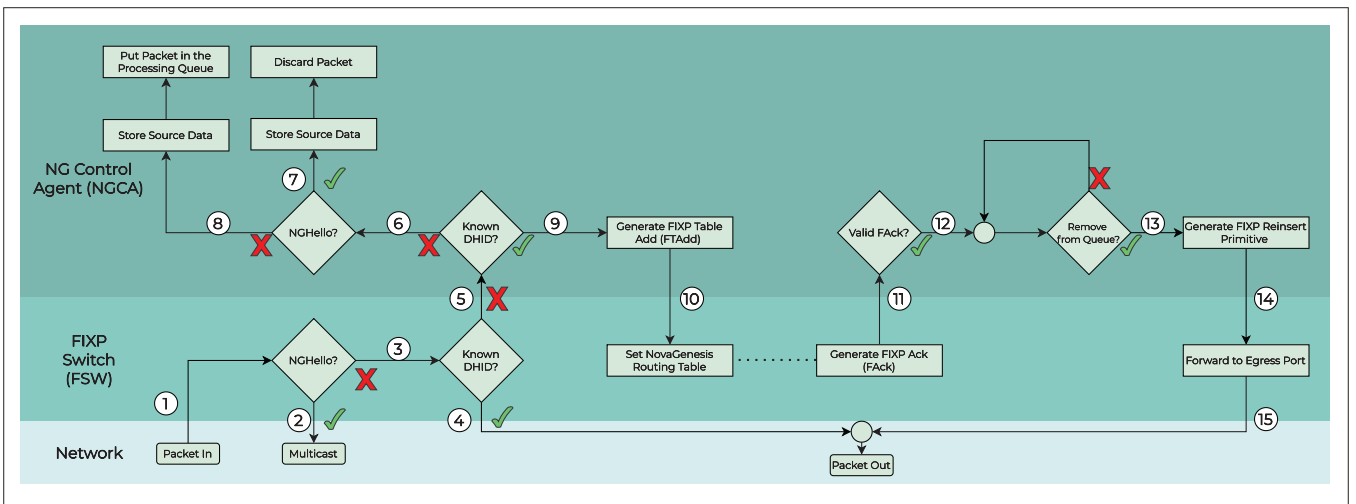 Put Packet in the
Processing Queue
Discard Packet
Store Source Data
Store Source Data
NG Control
Agent (NGCA)
7
8
NGHello?
6
Known
DHID?
9
Generate FIXP Table
Add (FTAdd)
Valid FAck?
12
Remove
from Queue?
13
Generate FIXP Reinsert
Primitive
5
10
11
14
FIXP
Switch
(FSW)
NGHello?
3
Known
DHID?
Set NovaGenesis
Routing Table
Generate FIXP Ack
(FAck)
Forward to Egress Port
1
2
4
15
Network
Packet In
Multicast
Packet Out